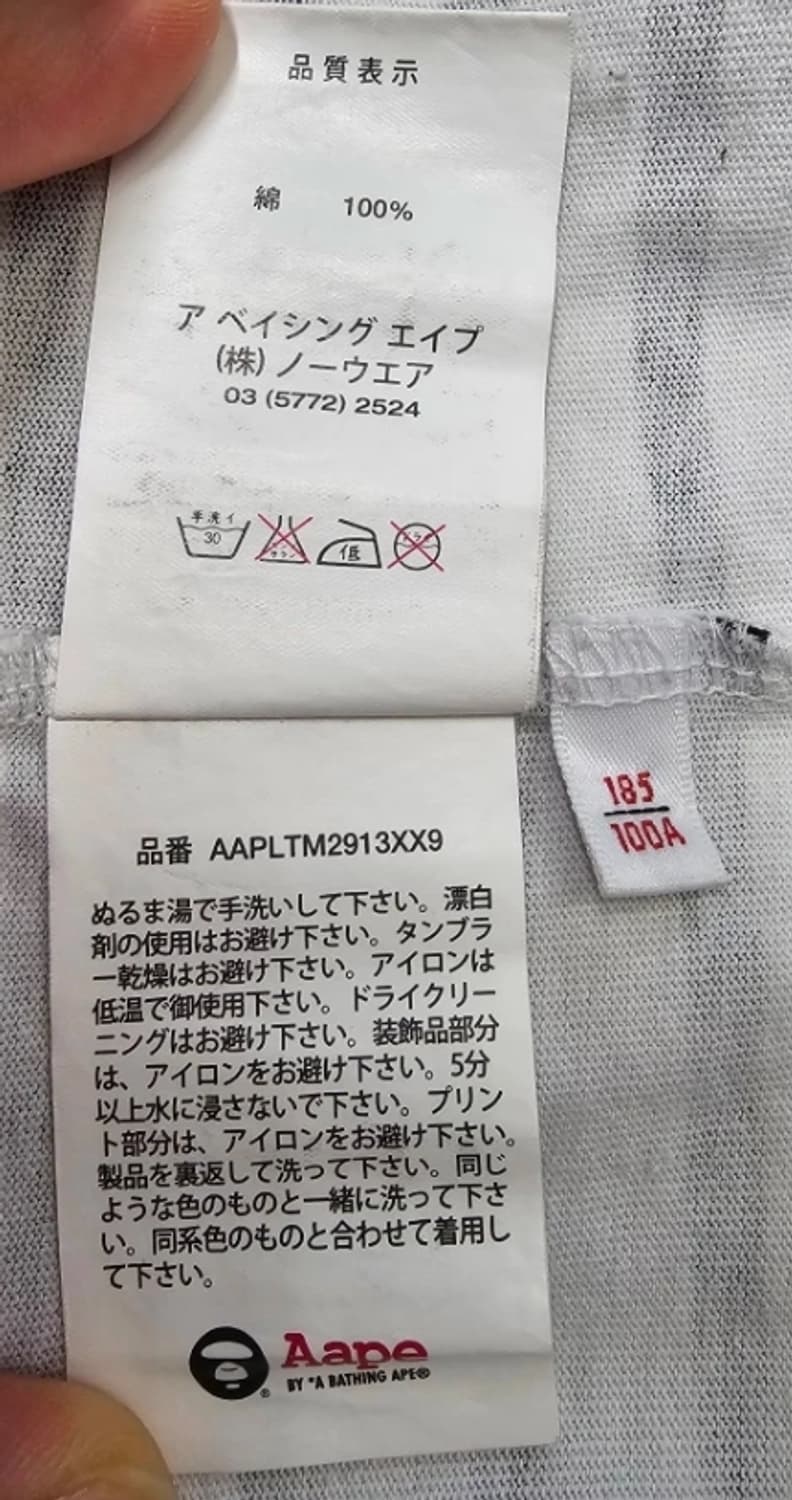 品質表示
綿 100%
ア ベイシング エイプ
(株) ノーウエア
03 (5772) 2524
手洗イ
30
低
185
100A
品番 AAPLTM2913XX9
ぬるま湯で手洗いして下さい。漂白
剤の使用はお避け下さい。タンブラ
ー乾燥はお避け下さい。アイロンは
低温で御使用下さい。ドライクリー
ニングはお避け下さい。装飾品部分
は、アイロンをお避け下さい。5分
以上水に浸さないで下さい。プリン
ト部分は、アイロンをお避け下さい。
製品を裏返して洗って下さい。同じ
ような色のものと一緒に洗って下さ
い。同系色のものと合わせて着用し
て下さい。
Aape
BY *A BATHING APE®